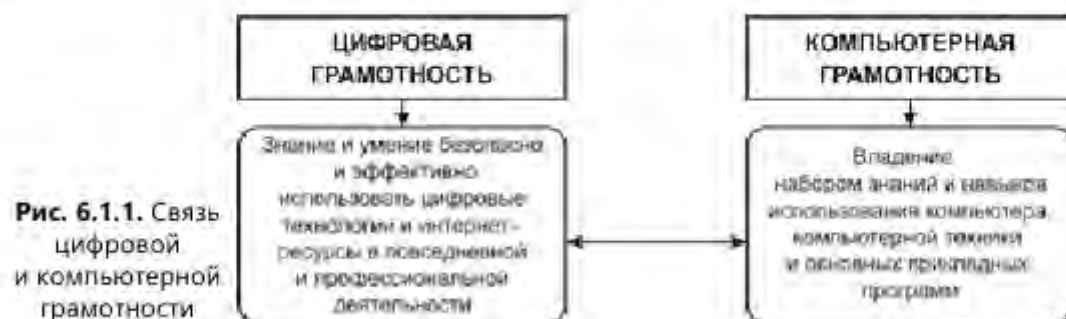 ЦИФРОВАЯ
ГРАМОТНОСТЬ
Знание и умение безопасно
и эффективно
использовать цифровые
технологии и интернет-
ресурсы в повседневной
и профессиональной
деятельности
КОМПЬЮТЕРНАЯ
ГРАМОТНОСТЬ
Владение
набором знаний и навыков
использования компьютера,
компьютерной техники
и основных прикладных
программ
Рис. 6.1.1. Связь
цифровой
и компьютерной
грамотности